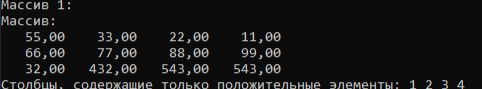 Массив 1:
Массив:
55,00 33,00 22,00 11,00
66,00 77,00 88,00 99,00
32,00 432,00 543,00 543,00
Столбцы, содержащие только положительные элементы: 1 2 3 4